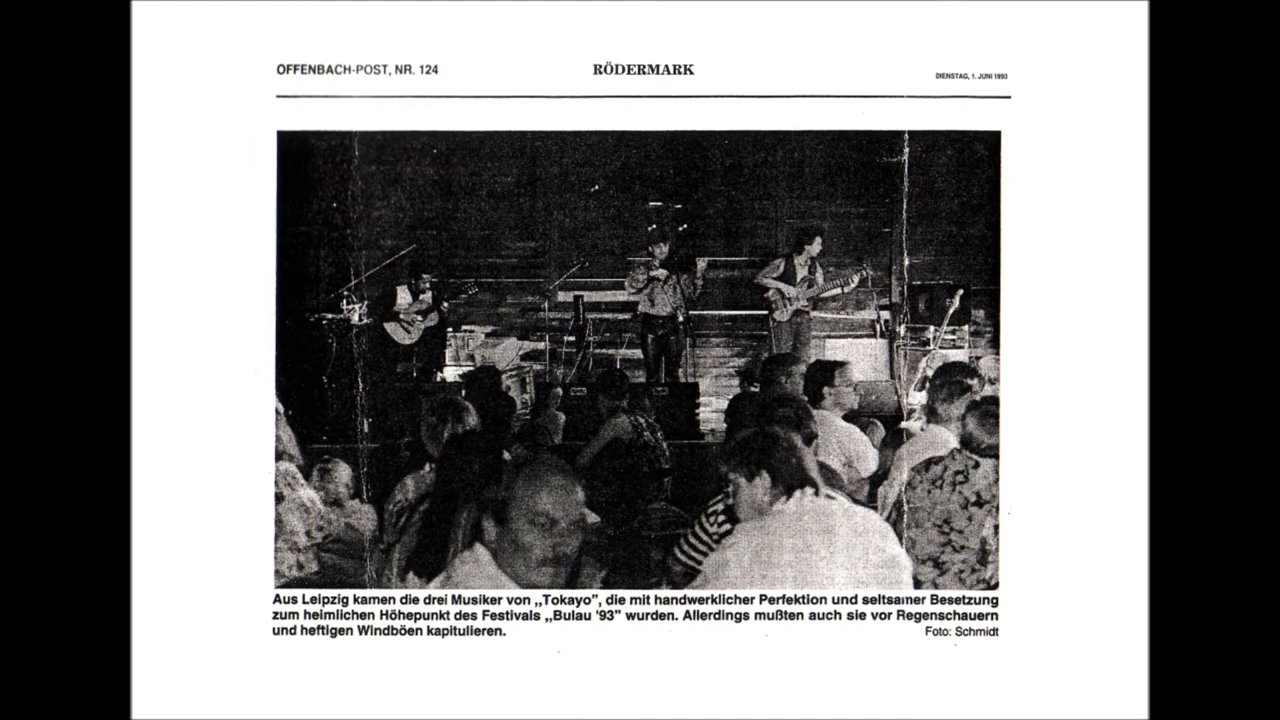 OFFENBACH-POST, NR. 124
RÖDERMARK
DIENSTAG, 1. JUNI 1993
Aus Leipzig kamen die drei Musiker von „Tokayo”, die mit handwerklicher Perfektion und seltsamer Besetzung
zum heimlichen Höhepunkt des Festivals „Bulau '93” wurden. Allerdings mußten auch sie vor Regenschauern
und heftigen Windböen kapitulieren.
Foto: Schmidt